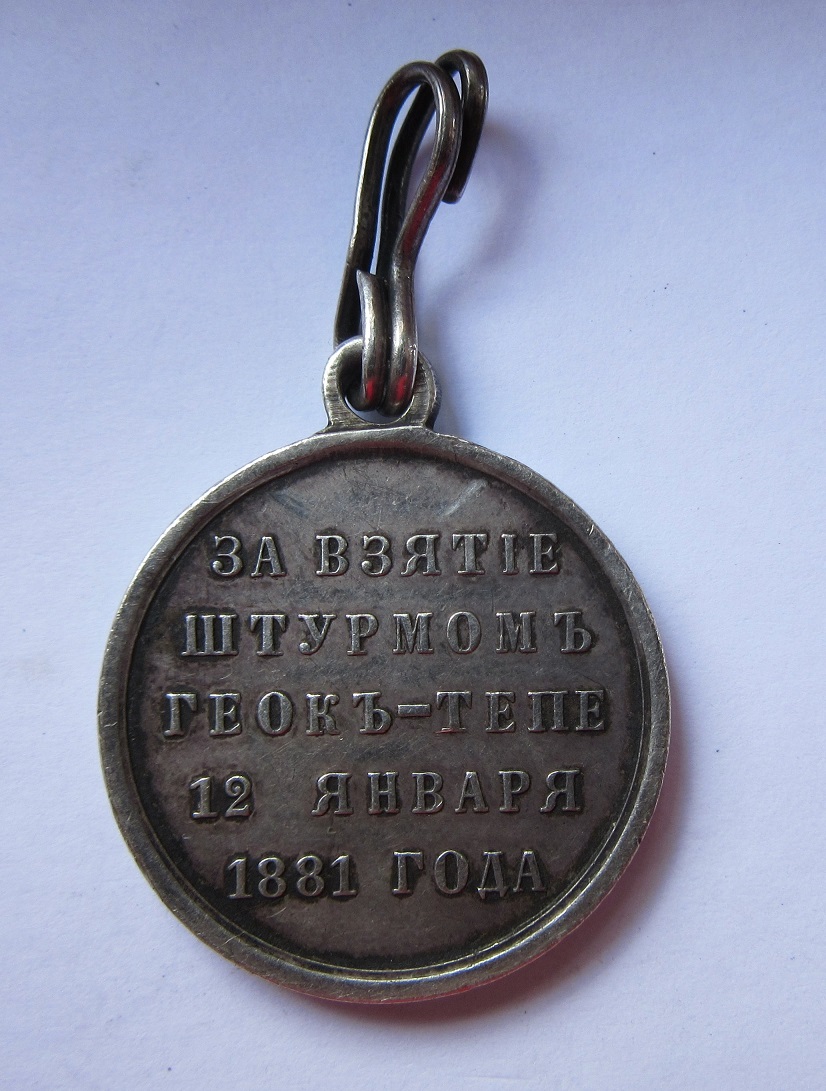 ЗА ВЗЯТІЕ
ШТУРМОМЪ
ГЕОКЪ-ТЕПЕ
12 ЯНВАРЯ
1881 ГОДА